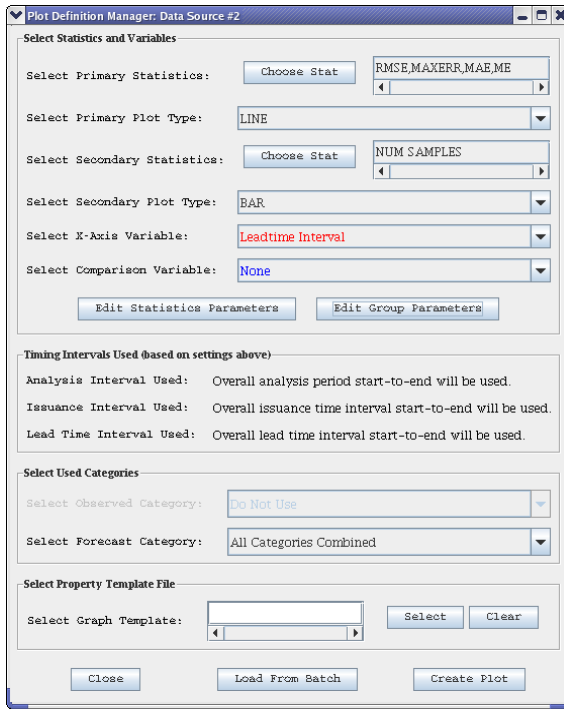 Plot Definition Manager: Data Source #2
Select Statistics and Variables
Select Primary Statistics: Choose Stat RMSE,MAXERR,MAE,ME
Select Primary Plot Type: LINE
Select Secondary Statistics: Choose Stat NUM SAMPLES
Select Secondary Plot Type: BAR
Select X-Axis Variable: Leadtime Interval
Select Comparison Variable: None
Edit Statistics Parameters Edit Group Parameters
Timing Intervals Used (based on settings above)
Analysis Interval Used: Overall analysis period start-to-end will be used.
Issuance Interval Used: Overall issuance time interval start-to-end will be used.
Lead Time Interval Used: Overall lead time interval start-to-end will be used.
Select Used Categories
Select Observed Category: Do Not Use
Select Forecast Category: All Categories Combined
Select Property Template File
Select Graph Template: Select Clear
Close Load From Batch Create Plot